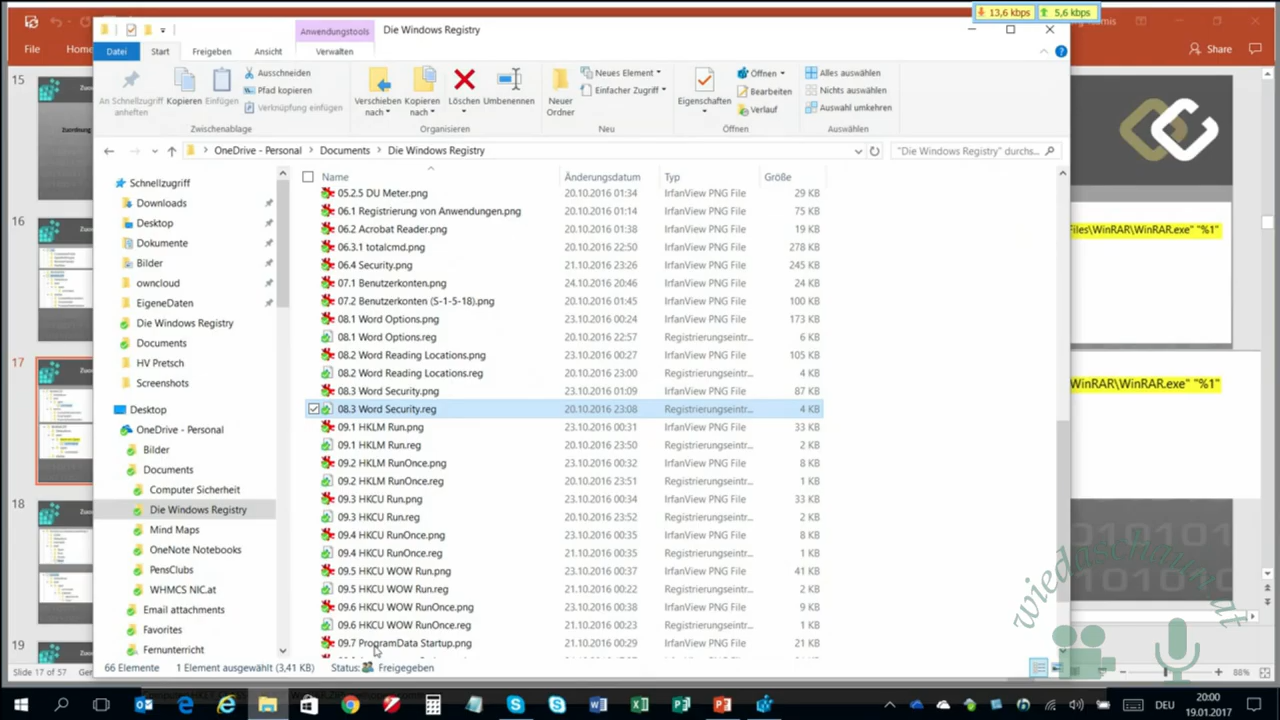 13,6 kbps 5,6 kbps
Anwendungstools Die Windows Registry
File Home Share
Datei Start Freigeben Ansicht Verwalten
An Schnellzugriff anheften
Kopieren
Einfügen
Ausschneiden
Pfad kopieren
Verknüpfung einfügen
Zwischenablage
Verschieben nach
Kopieren nach
Löschen
Umbenennen
Organisieren
Neuer Ordner
Neues Element
Einfacher Zugriff
Neu
Eigenschaften
Öffnen
Bearbeiten
Verlauf
Öffnen
Alles auswählen
Nichts auswählen
Auswahl umkehren
Auswählen
OneDrive - Personal > Documents > Die Windows Registry
"Die Windows Registry" durchs...
Name Änderungsdatum Typ Größe
05.2.5 DU Meter.png 20.10.2016 01:34 IrfanView PNG File 29 KB
06.1 Registrierung von Anwendungen.png 20.10.2016 01:14 IrfanView PNG File 75 KB
06.2 Acrobat Reader.png 20.10.2016 01:38 IrfanView PNG File 19 KB
06.3.1 totalcmd.png 20.10.2016 22:50 IrfanView PNG File 278 KB
06.4 Security.png 21.10.2016 23:26 IrfanView PNG File 245 KB
07.1 Benutzerkonten.png 24.10.2016 20:46 IrfanView PNG File 24 KB
07.2 Benutzerkonten (S-1-5-18).png 20.10.2016 01:45 IrfanView PNG File 100 KB
08.1 Word Options.png 23.10.2016 00:24 IrfanView PNG File 173 KB
08.1 Word Options.reg 20.10.2016 22:57 Registrierungseintr... 6 KB
08.2 Word Reading Locations.png 23.10.2016 00:27 IrfanView PNG File 105 KB
08.2 Word Reading Locations.reg 20.10.2016 23:00 Registrierungseintr... 4 KB
08.3 Word Security.png 20.10.2016 01:09 IrfanView PNG File 87 KB
08.3 Word Security.reg 20.10.2016 23:08 Registrierungseintr... 4 KB
09.1 HKLM Run.png 23.10.2016 00:31 IrfanView PNG File 33 KB
09.1 HKLM Run.reg 20.10.2016 23:50 Registrierungseintr... 4 KB
09.2 HKLM RunOnce.png 23.10.2016 00:32 IrfanView PNG File 8 KB
09.2 HKLM RunOnce.reg 20.10.2016 23:51 Registrierungseintr... 1 KB
09.3 HKCU Run.png 23.10.2016 00:34 IrfanView PNG File 33 KB
09.3 HKCU Run.reg 20.10.2016 23:52 Registrierungseintr... 2 KB
09.4 HKCU RunOnce.png 23.10.2016 00:35 IrfanView PNG File 8 KB
09.4 HKCU RunOnce.reg 21.10.2016 00:35 Registrierungseintr... 1 KB
09.5 HKCU WOW Run.png 23.10.2016 00:37 IrfanView PNG File 41 KB
09.5 HKCU WOW Run.reg 21.10.2016 00:22 Registrierungseintr... 1 KB
09.6 HKCU WOW RunOnce.png 23.10.2016 00:38 IrfanView PNG File 9 KB
09.6 HKCU WOW RunOnce.reg 21.10.2016 00:23 Registrierungseintr... 1 KB
09.7 ProgramData Startup.png 21.10.2016 00:29 IrfanView PNG File 21 KB
Schnellzugriff
Downloads
Desktop
Dokumente
Bilder
owncloud
EigeneDaten
Die Windows Registry
Documents
HV Pretsch
Screenshots
Desktop
OneDrive - Personal
Bilder
Documents
Computer Sicherheit
Die Windows Registry
Mind Maps
OneNote Notebooks
PensClubs
WHMCS NIC.at
Email attachments
Favorites
Fernunterricht
66 Elemente 1 Element ausgewählt (3,41 KB) Status: Freigegeben
15
16
17
18
19
Files\WinRAR\WinRAR.exe" "%1"
WinRAR\WinRAR.exe" "%1"
wiedaschaun.at
Slide 17 of 57
88%
DEU
20:00
19.01.2017